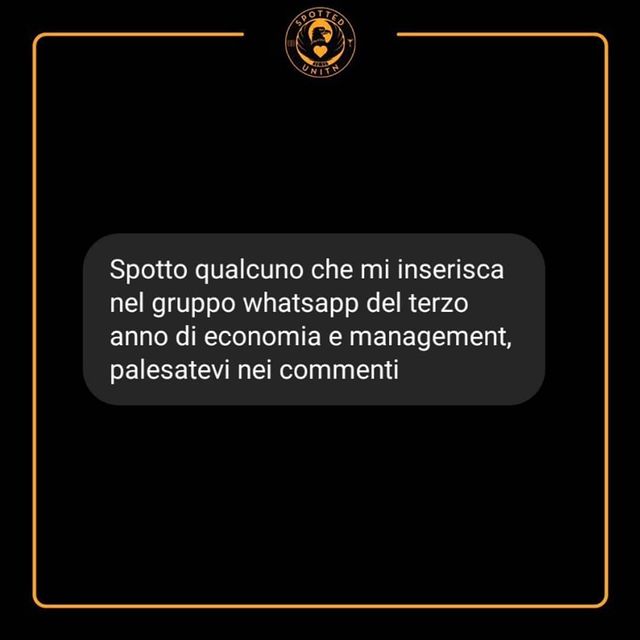 SPOTTED
UNITN
Spotto qualcuno che mi inserisca
nel gruppo whatsapp del terzo
anno di economia e management,
palesatevi nei commenti